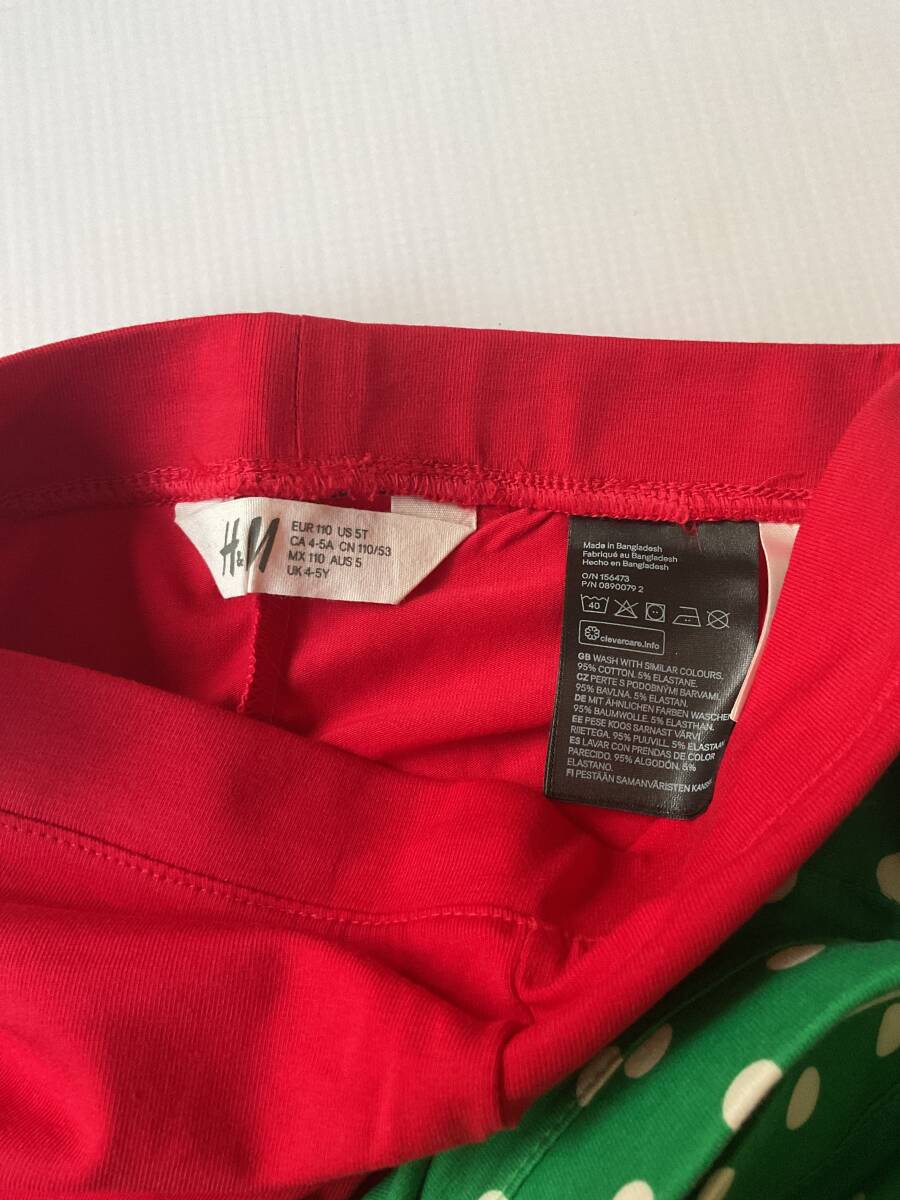 H&M
EUR 110 US 5T
CA 4-5A CN 110/53
MX 110 AUS 5
UK 4-5Y
Made in Bangladesh
Fabriqué au Bangladesh
Hecho en Bangladesh
O/N 156473
P/N 0890079 2
40
clevercare.info
GB WASH WITH SIMILAR COLOURS.
95% COTTON. 5% ELASTANE.
CZ PERTE S PODOBNÝMI BARVAMI.
95% BAVLNA. 5% ELASTAN.
DE MIT ÄHNLICHEN FARBEN WASCHEN
95% BAUMWOLLE. 5% ELASTHAN.
EE PESE KOOS SARNAST VÄRVI
RIIETEGA. 95% PUUVILL. 5% ELASTAAN
ES LAVAR CON PRENDAS DE COLOR
PARECIDO. 95% ALGODÓN. 5%
ELASTANO.
FI PESTÄÄN SAMANVÄRISTEN